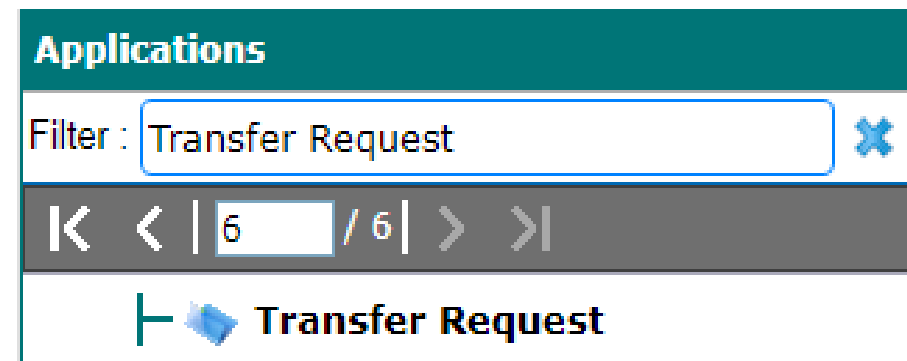 Applications
Filter : Transfer Request
6 / 6
Transfer Request